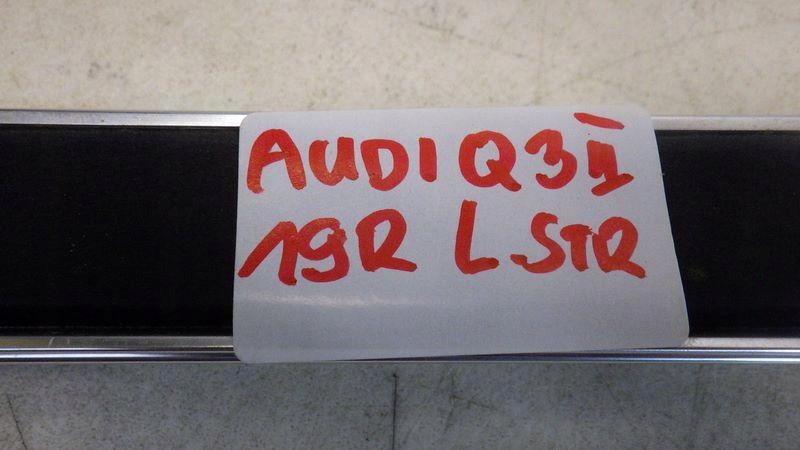 AUDI Q3 II
19R L STR